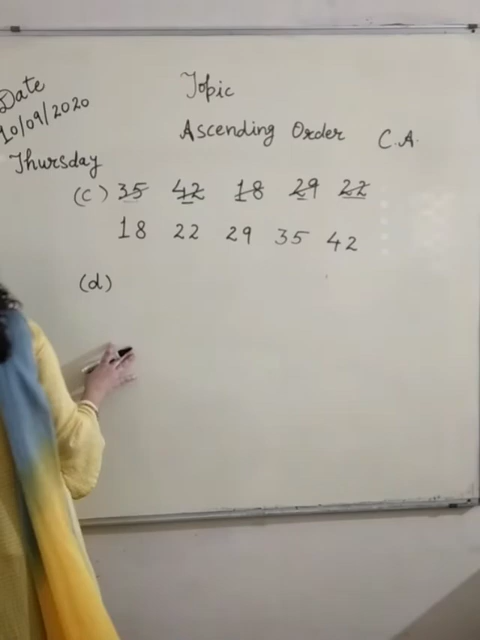 Date
10/09/2020
Thursday
Topic
Ascending Order C.A.
(c) 35 42 18 29 22
18 22 29 35 42
(d)